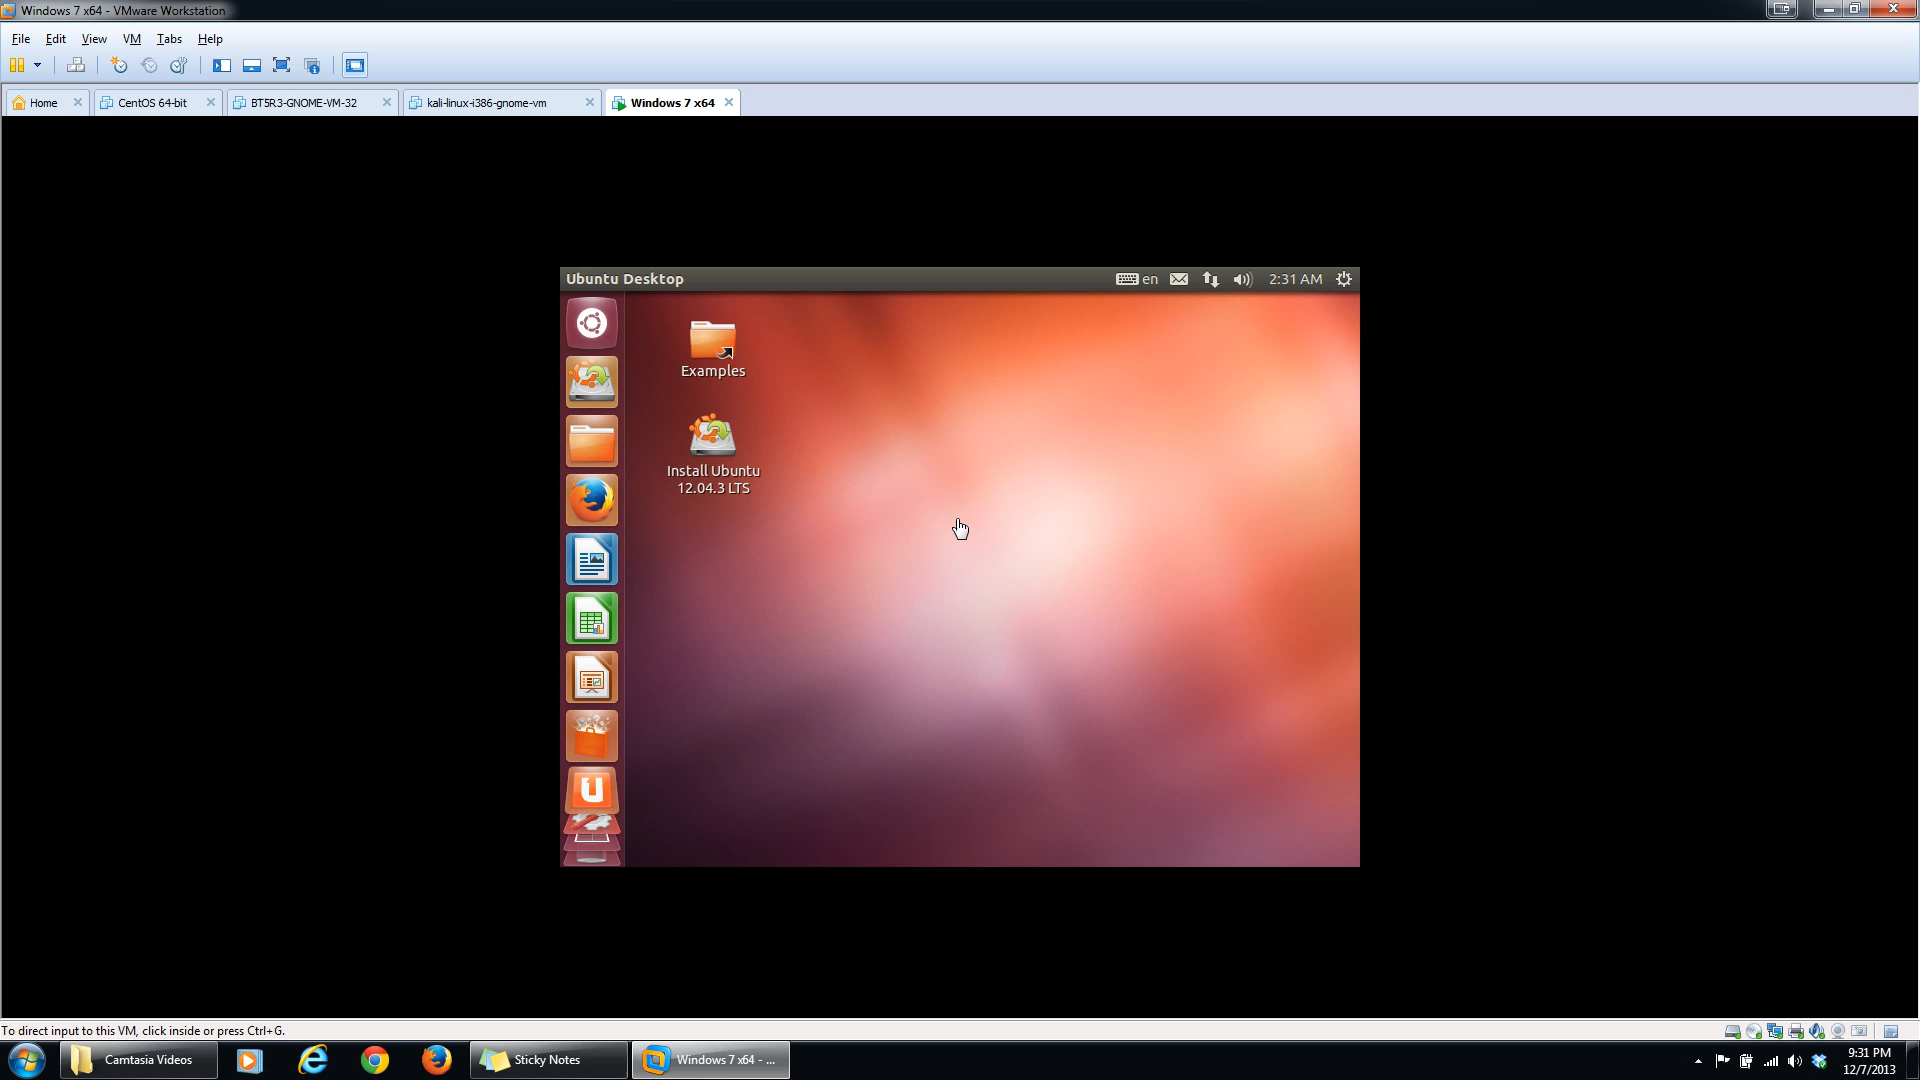 Windows 7 x64 - VMware Workstation
File Edit View VM Tabs Help
Home CentOS 64-bit BT5R3-GNOME-VM-32 kali-linux-i386-gnome-vm Windows 7 x64
Ubuntu Desktop en 2:31 AM
Examples
Install Ubuntu
12.04.3 LTS
To direct input to this VM, click inside or press Ctrl+G.
Camtasia Videos Sticky Notes Windows 7 x64 - ...
9:31 PM
12/7/2013